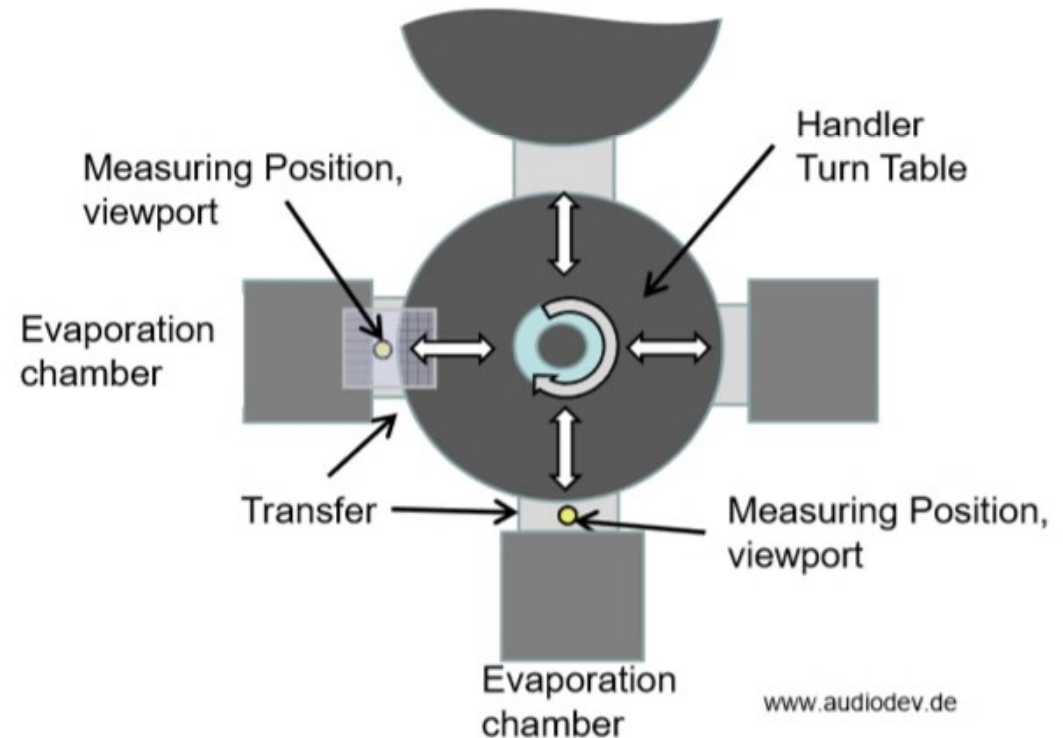 Handler
Turn Table
Measuring Position,
viewport
Evaporation
chamber
Transfer
Measuring Position,
viewport
Evaporation
chamber
www.audiodev.de